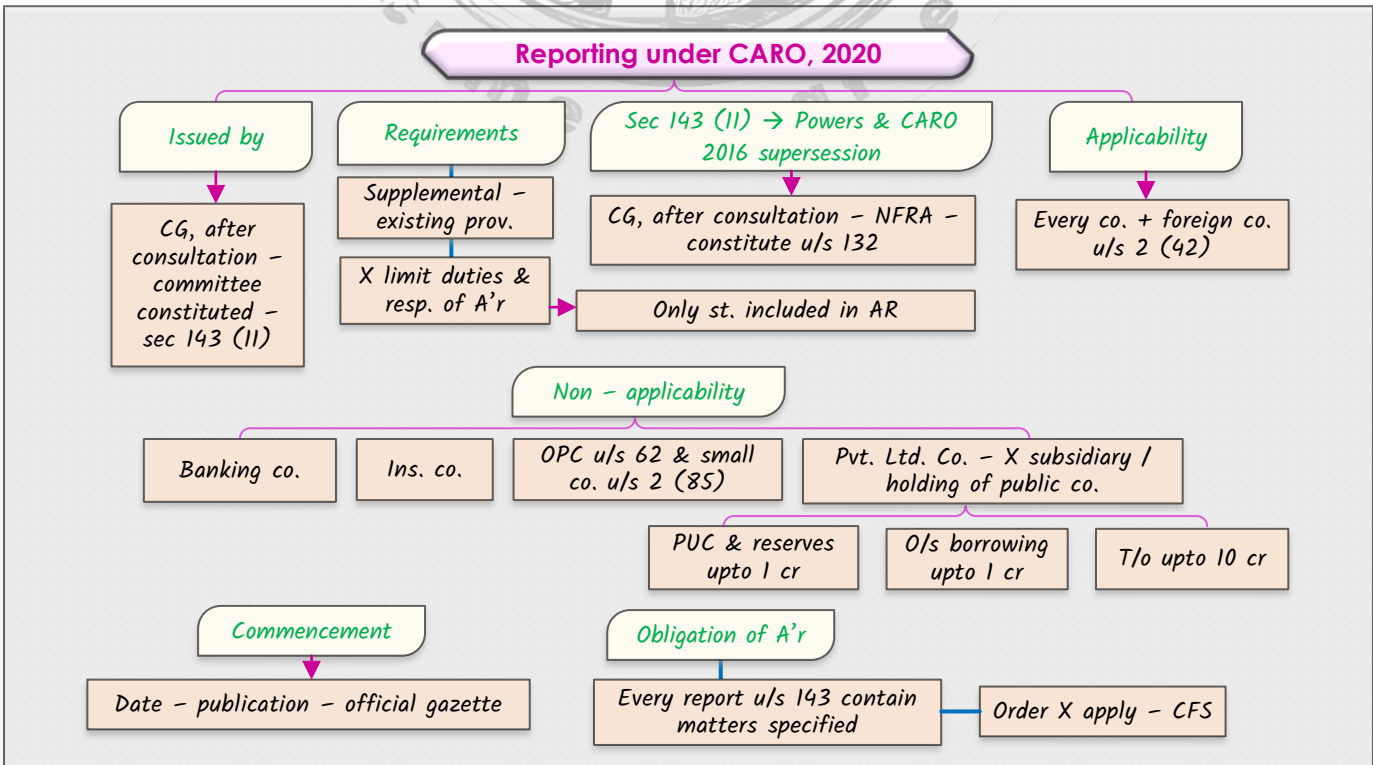 Reporting under CARO, 2020
Issued by
CG, after
consultation –
committee
constituted –
sec 143 (11)
Requirements
Supplemental –
existing prov.
X limit duties &
resp. of A'r
Only st. included in AR
Sec 143 (11) → Powers & CARO
2016 supersession
CG, after consultation – NFRA –
constitute u/s 132
Applicability
Every co. + foreign co.
u/s 2 (42)
Non – applicability
Banking co.
Ins. co.
OPC u/s 62 & small
co. u/s 2 (85)
Pvt. Ltd. Co. – X subsidiary /
holding of public co.
PUC & reserves
upto 1 cr
O/s borrowing
upto 1 cr
T/o upto 10 cr
Commencement
Date – publication – official gazette
Obligation of A'r
Every report u/s 143 contain
matters specified
Order X apply – CFS